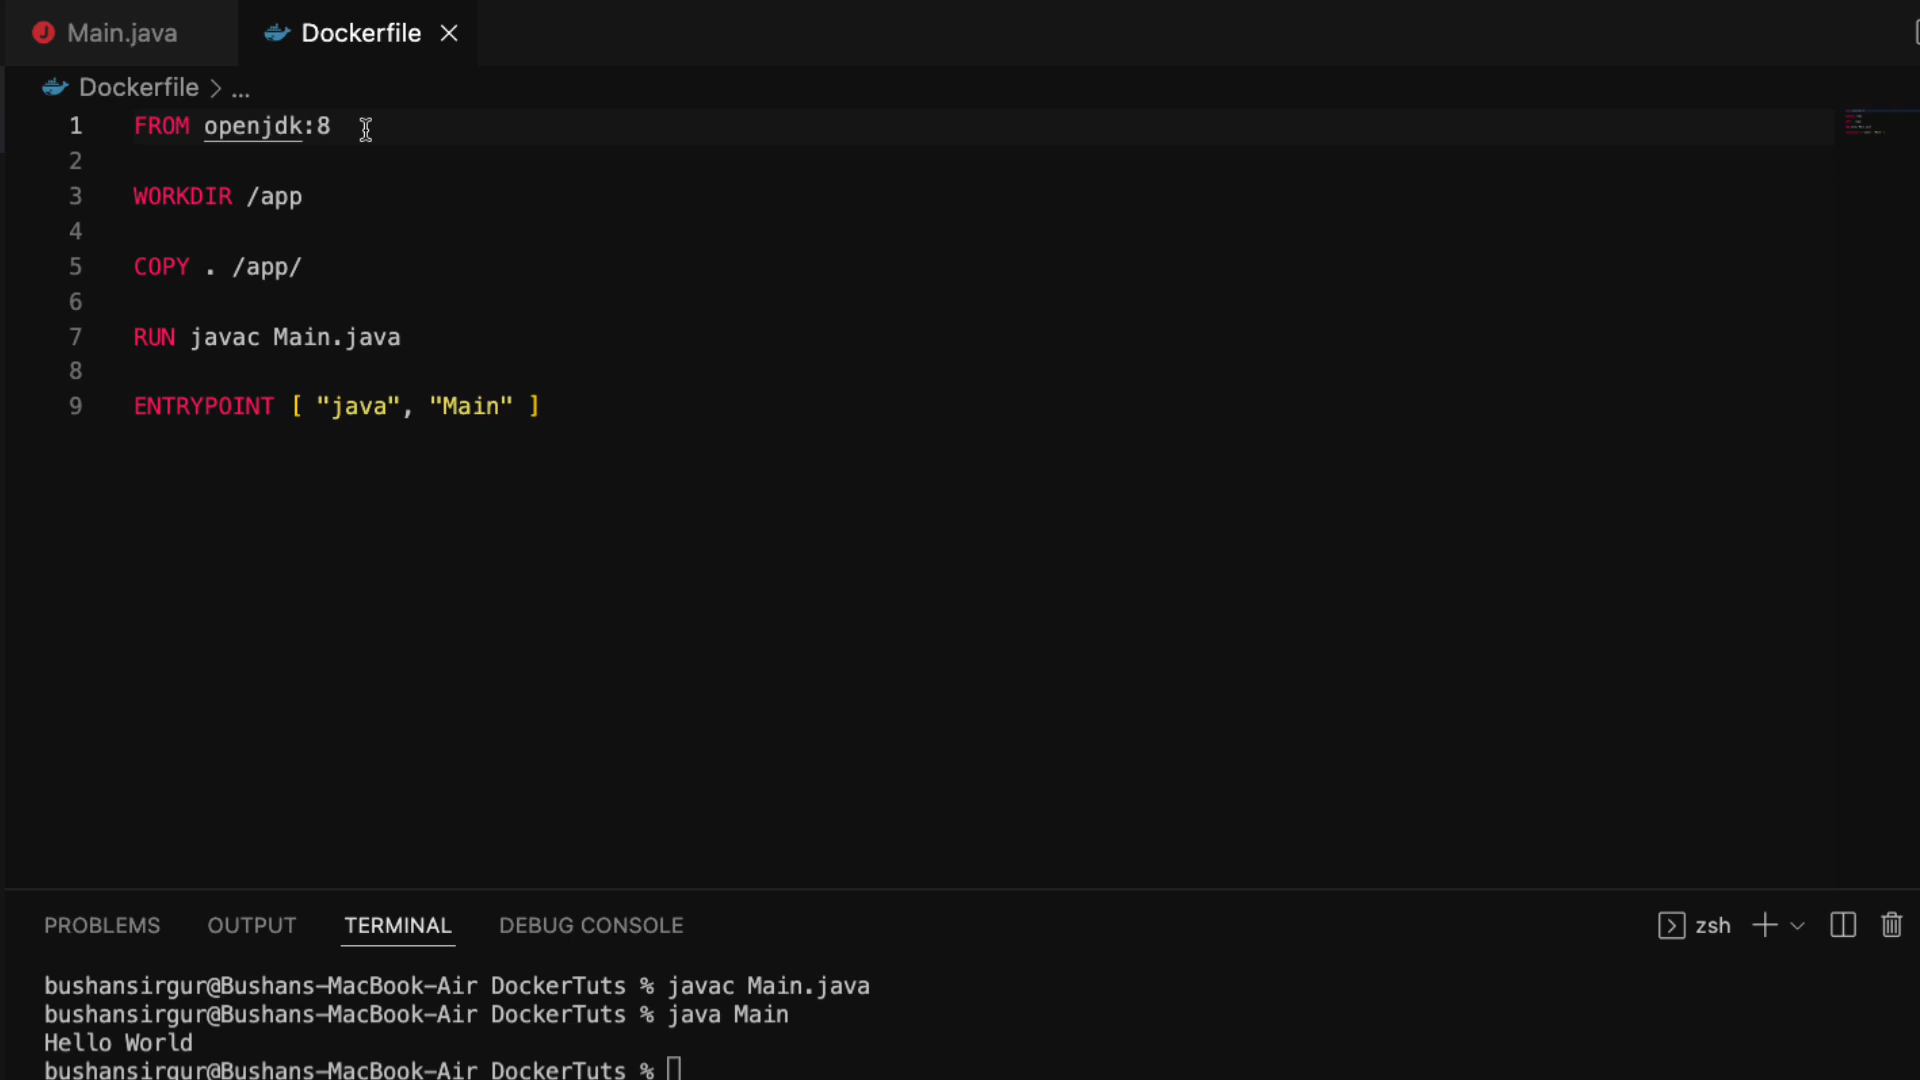 Main.java Dockerfile
Dockerfile > ...
1 FROM openjdk:8
2
3 WORKDIR /app
4
5 COPY . /app/
6
7 RUN javac Main.java
8
9 ENTRYPOINT [ "java", "Main" ]
PROBLEMS OUTPUT TERMINAL DEBUG CONSOLE zsh
bushansirgur@Bushans-MacBook-Air DockerTuts % javac Main.java
bushansirgur@Bushans-MacBook-Air DockerTuts % java Main
Hello World
bushansirgur@Bushans-MacBook-Air DockerTuts %